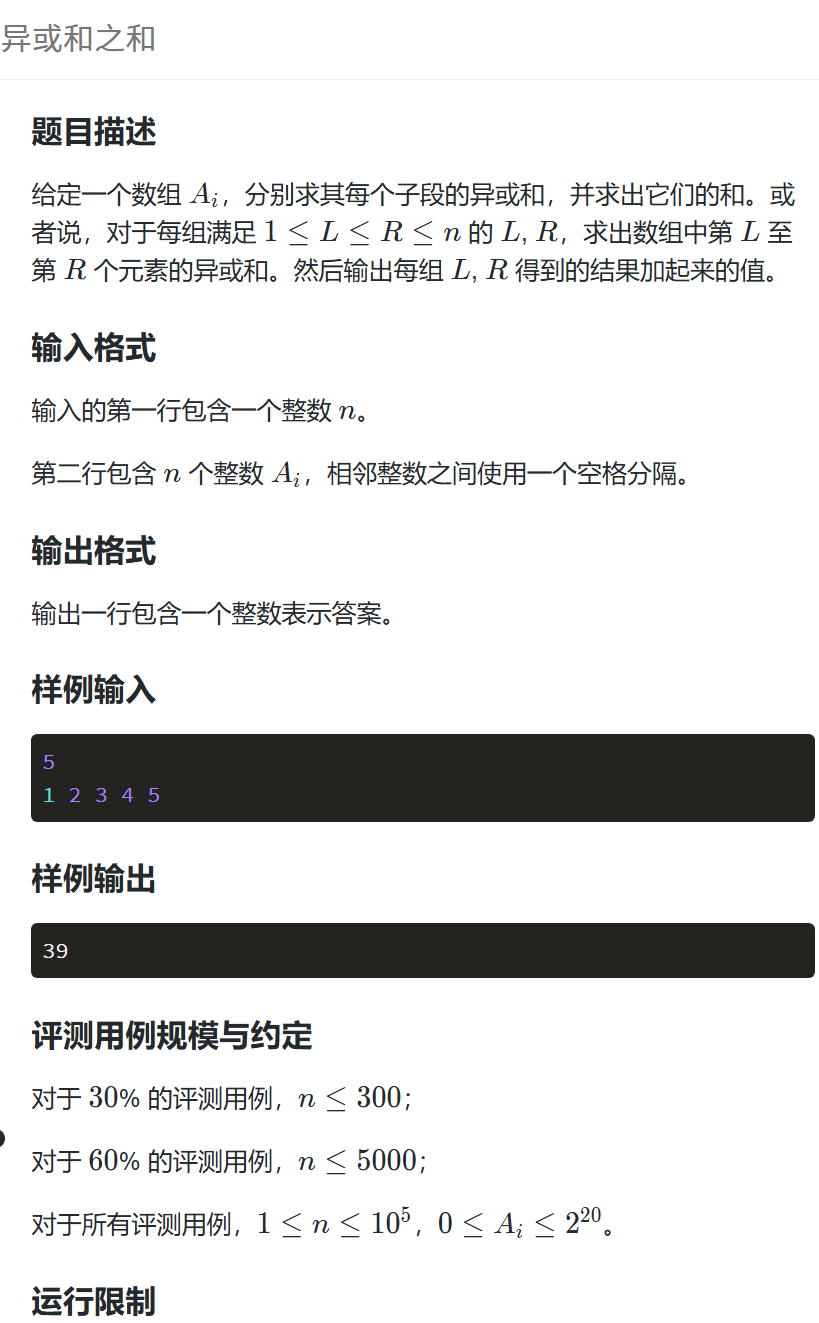 异或和之和
题目描述
给定一个数组 A_i，分别求其每个子段的异或和，并求出它们的和。或
者说，对于每组满足 1 ≤ L ≤ R ≤ n 的 L, R，求出数组中第 L 至
第 R 个元素的异或和。然后输出每组 L, R 得到的结果加起来的值。
输入格式
输入的第一行包含一个整数 n。
第二行包含 n 个整数 A_i，相邻整数之间使用一个空格分隔。
输出格式
输出一行包含一个整数表示答案。
样例输入
5
1 2 3 4 5
样例输出
39
评测用例规模与约定
对于 30% 的评测用例，n ≤ 300；
对于 60% 的评测用例，n ≤ 5000；
对于所有评测用例，1 ≤ n ≤ 10^5，0 ≤ A_i ≤ 2^20。
运行限制